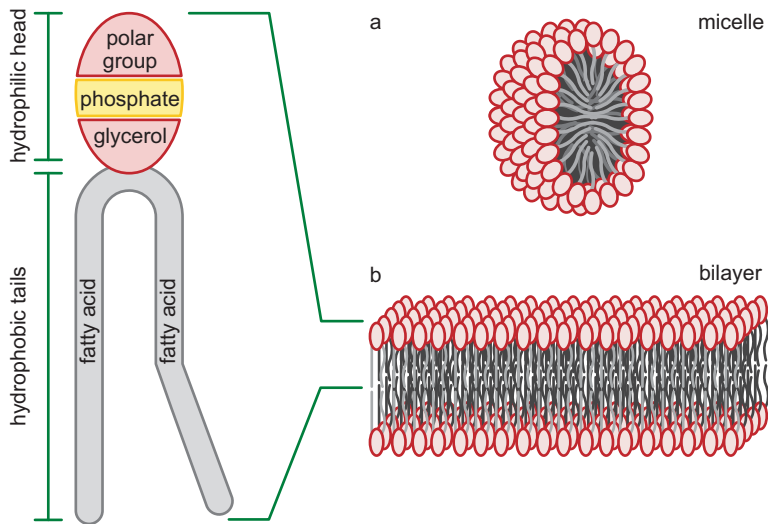 hydrophilic head
polar
group
phosphate
glycerol
hydrophobic tails
fatty acid
fatty acid
a
micelle
b
bilayer